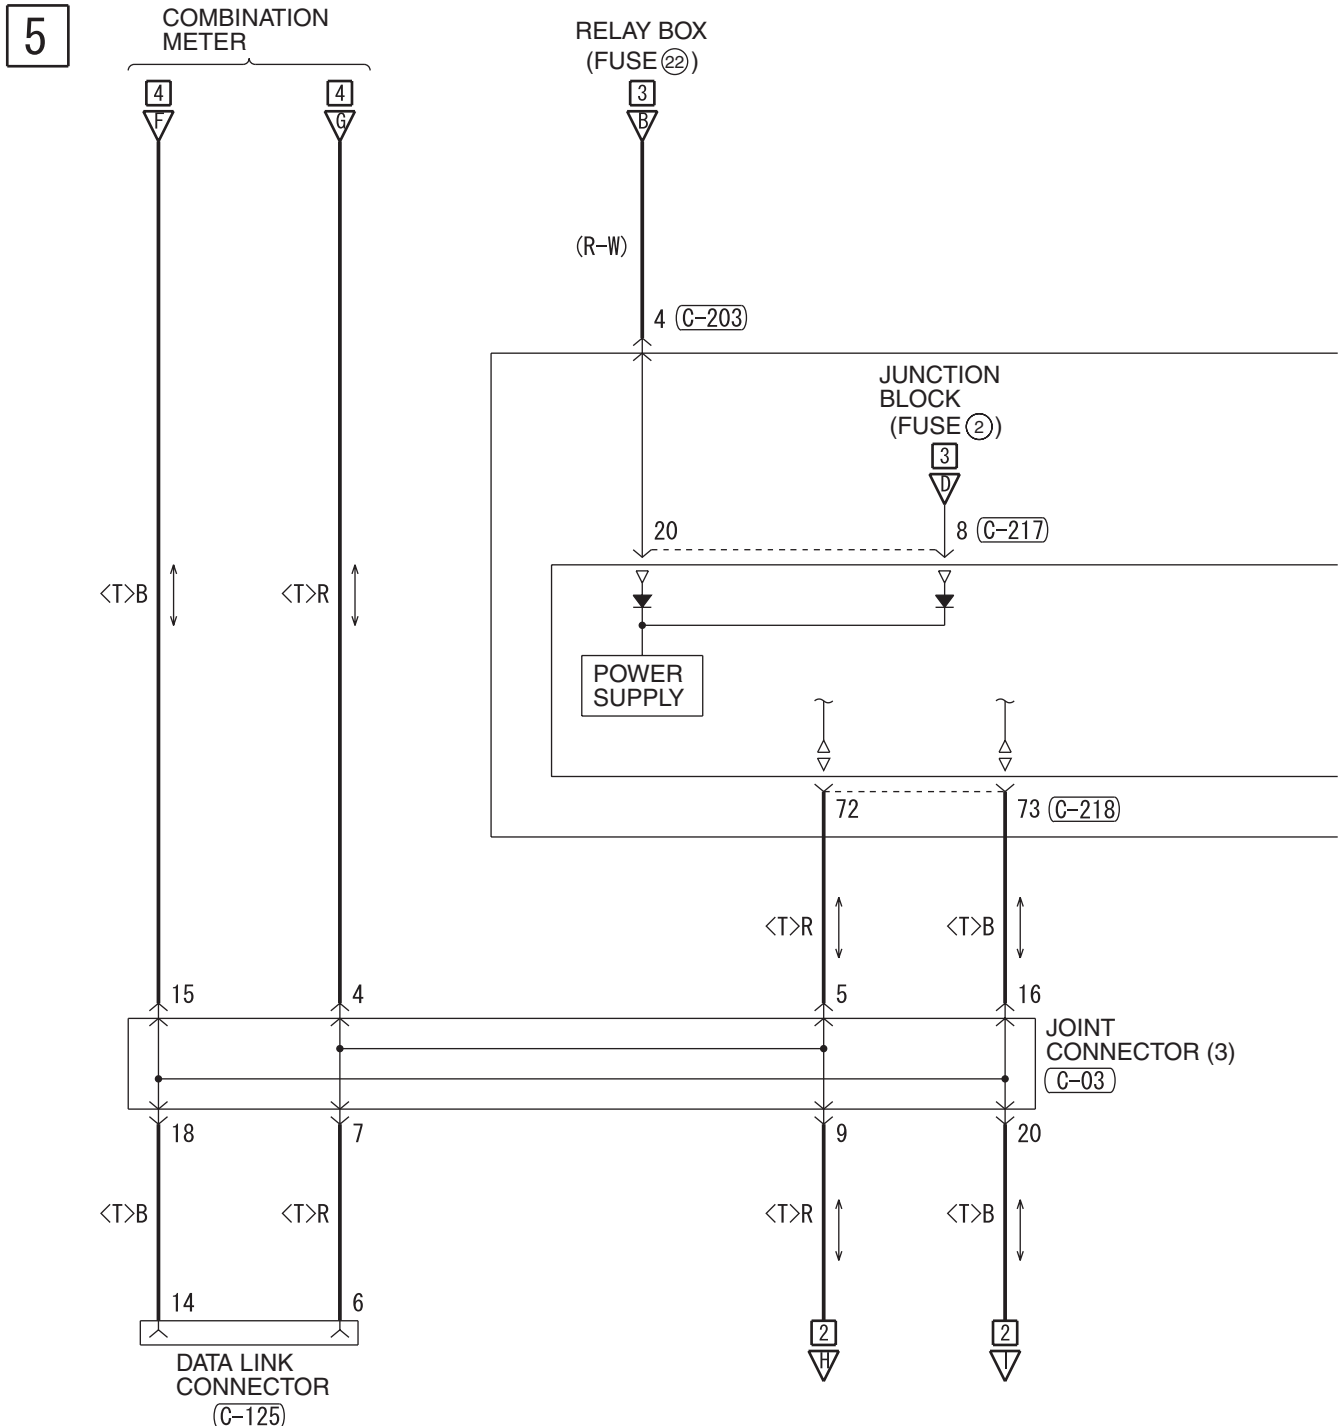 5
COMBINATION
METER
RELAY BOX
(FUSE 22)
4
4
3
F
G
B
(R-W)
4 (C-203)
JUNCTION
BLOCK
(FUSE 2)
3
D
20
8 (C-217)
<T>B
<T>R
POWER
SUPPLY
72
73 (C-218)
<T>R
<T>B
15
4
5
16
JOINT
CONNECTOR (3)
(C-03)
18
7
9
20
<T>B
<T>R
<T>R
<T>B
14
6
2
2
H
I
DATA LINK
CONNECTOR
(C-125)